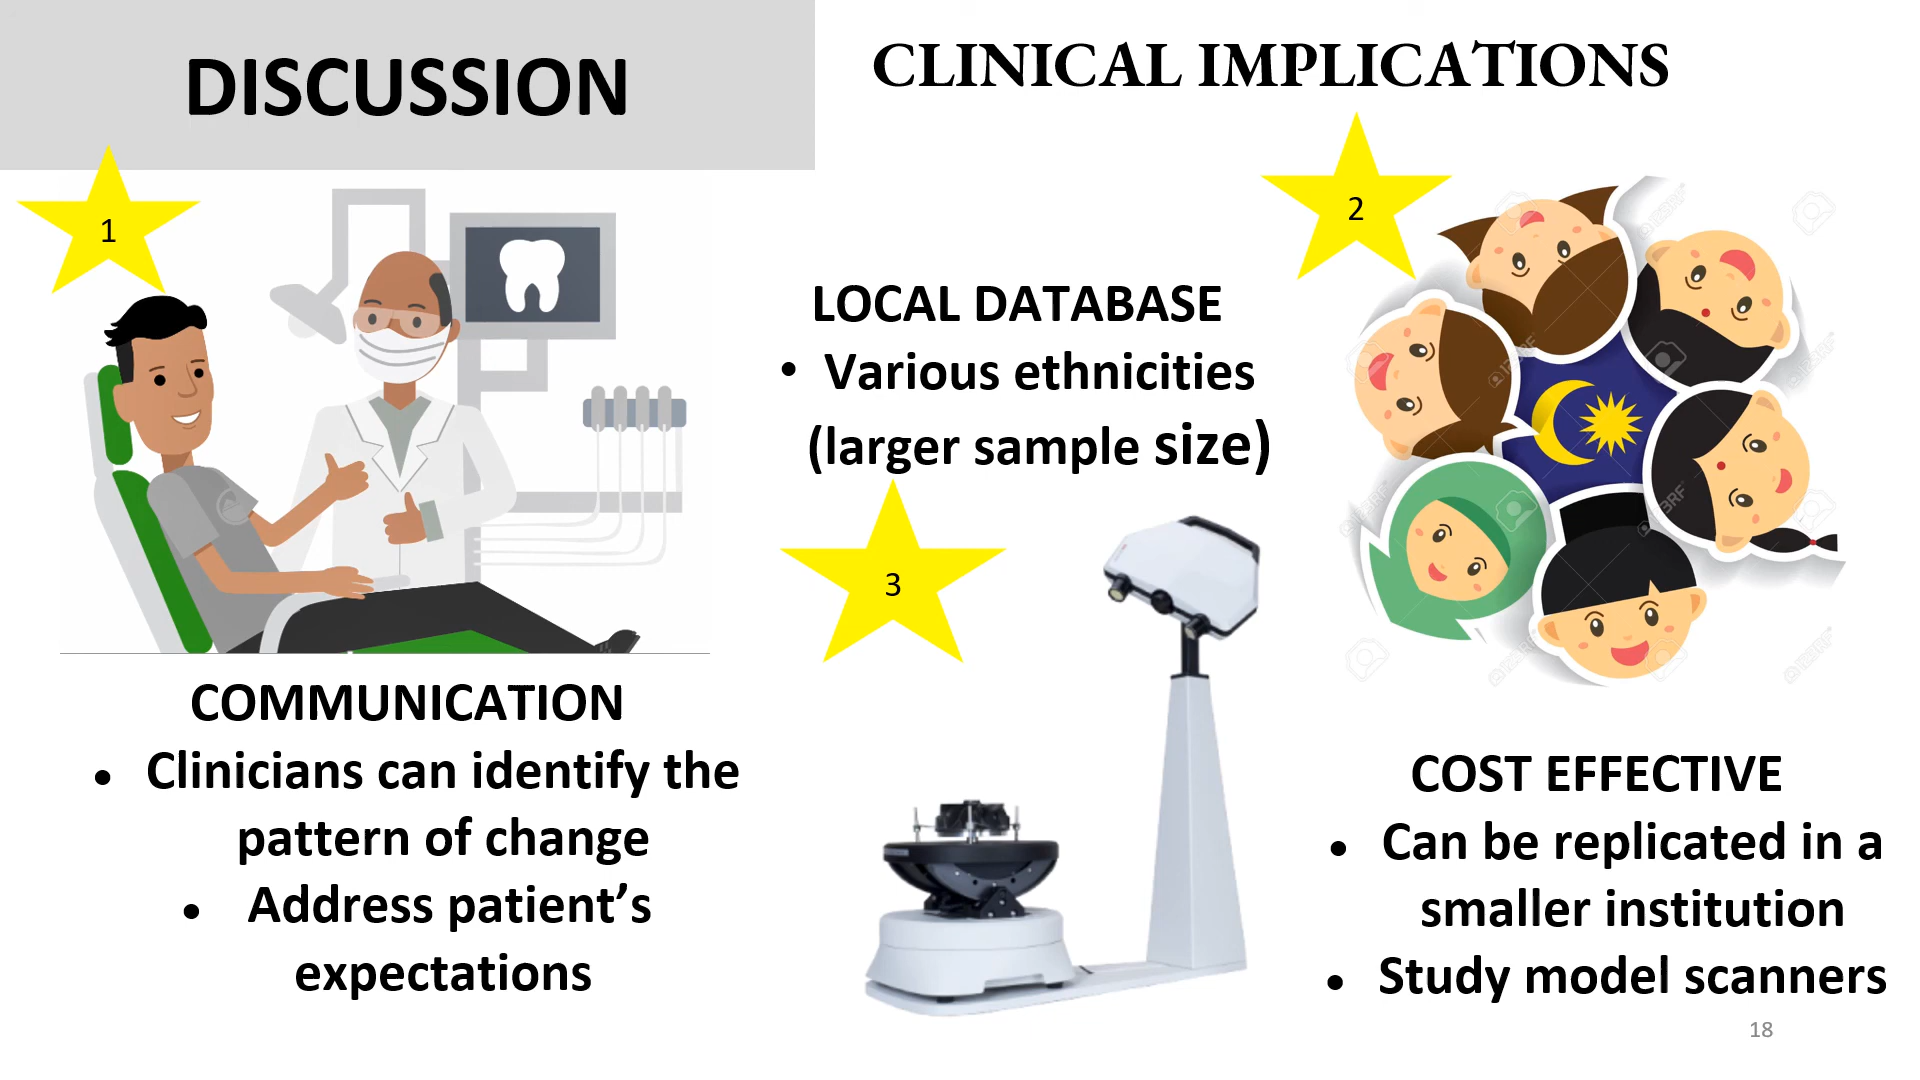 DISCUSSION
CLINICAL IMPLICATIONS
1
COMMUNICATION
• Clinicians can identify the
pattern of change
• Address patient’s
expectations
2
LOCAL DATABASE
• Various ethnicities
(larger sample size)
3
COST EFFECTIVE
• Can be replicated in a
smaller institution
• Study model scanners
18